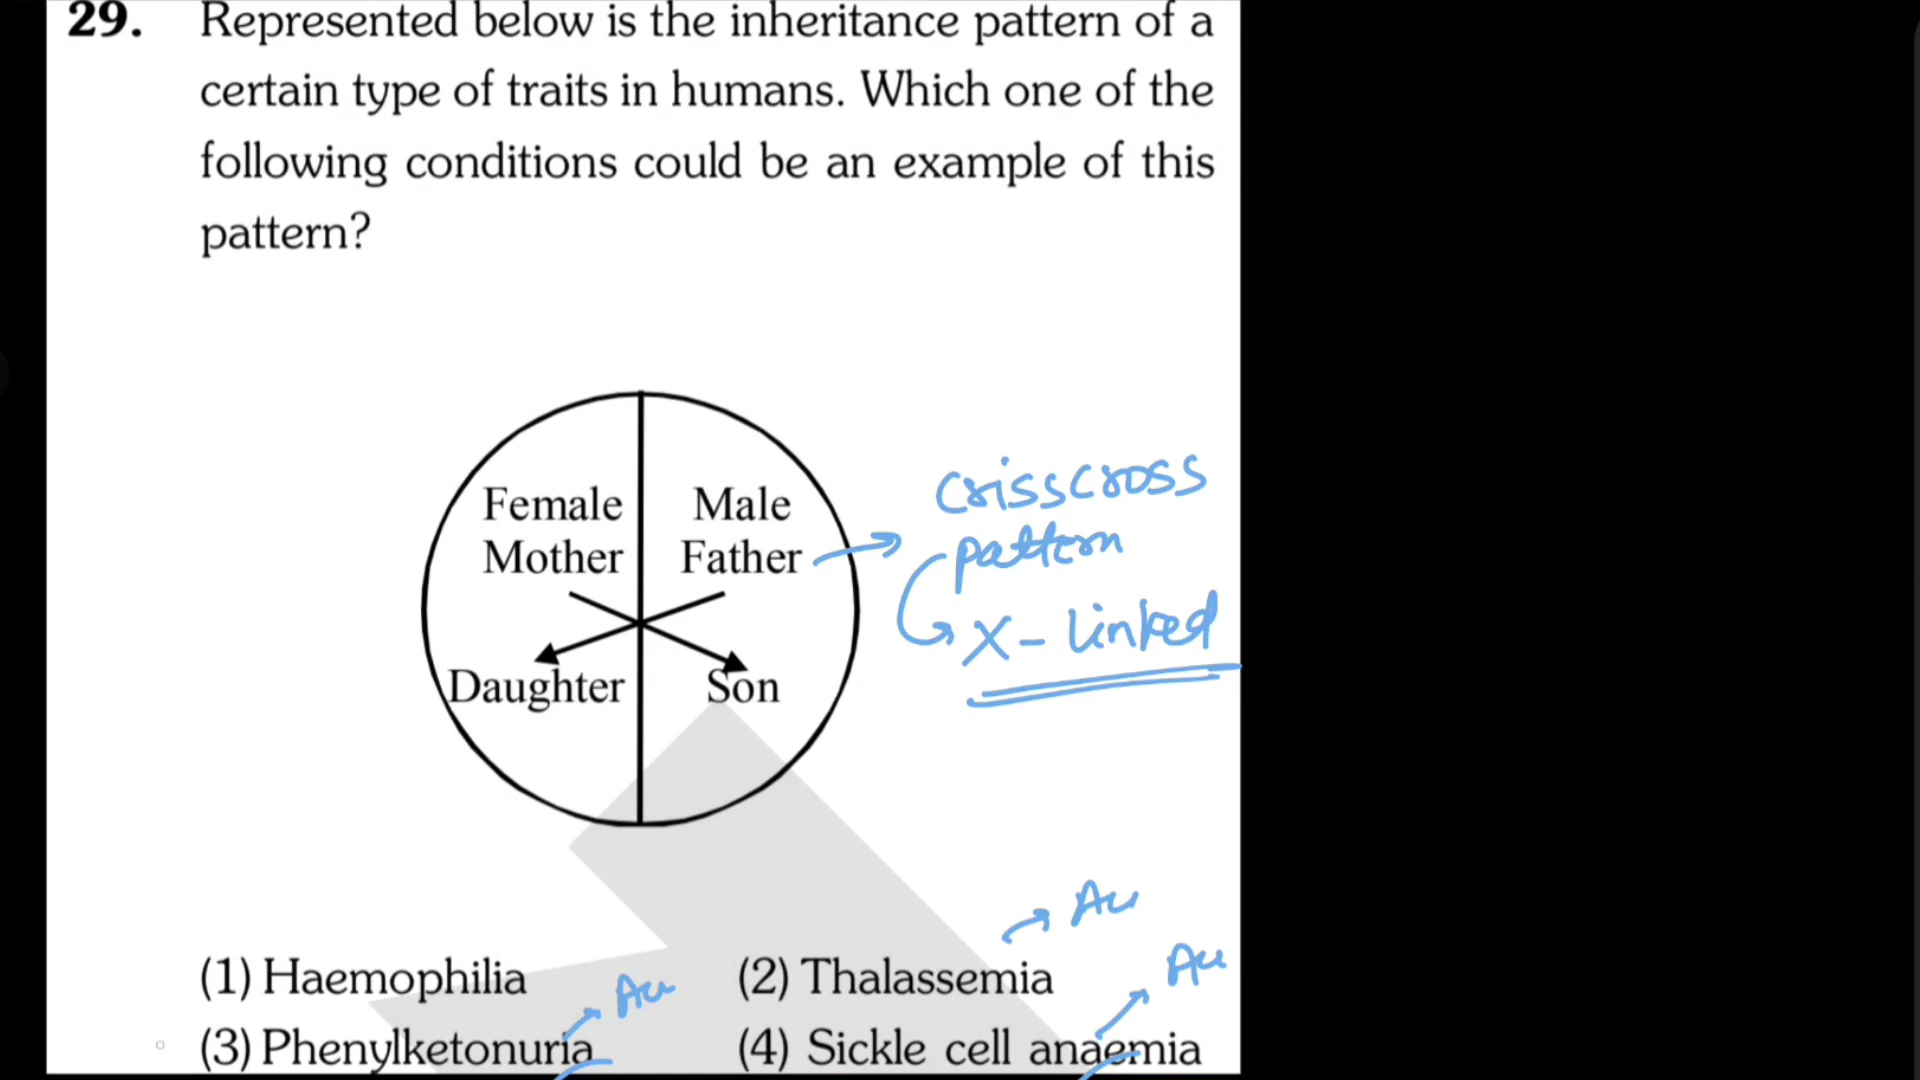 29. Represented below is the inheritance pattern of a
certain type of traits in humans. Which one of the
following conditions could be an example of this
pattern?
Female Male
Mother Father
Daughter Son
Crisscross
pattern
X-Linked
(1) Haemophilia (2) Thalassemia Au
(3) Phenylketonuria Au (4) Sickle cell anaemia Au